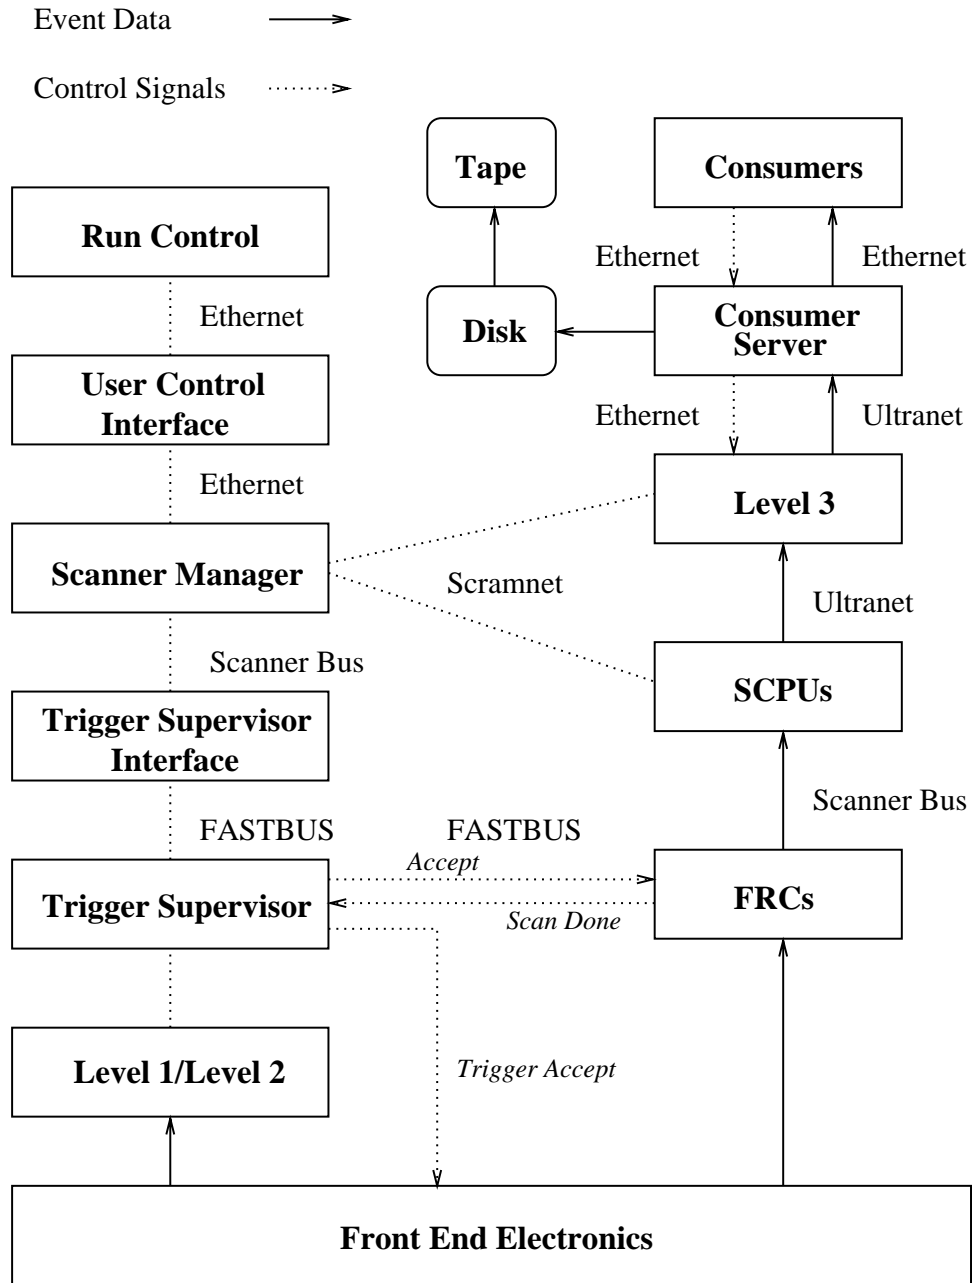 Event Data
Control Signals
Tape
Consumers
Run Control
Ethernet
Ethernet
Ethernet
Disk
Consumer
Server
User Control
Interface
Ethernet
Ultranet
Ethernet
Level 3
Scanner Manager
Scramnet
Ultranet
Scanner Bus
SCPUs
Trigger Supervisor
Interface
Scanner Bus
FASTBUS
FASTBUS
Accept
Trigger Supervisor
FRCs
Scan Done
Level 1/Level 2
Trigger Accept
Front End Electronics